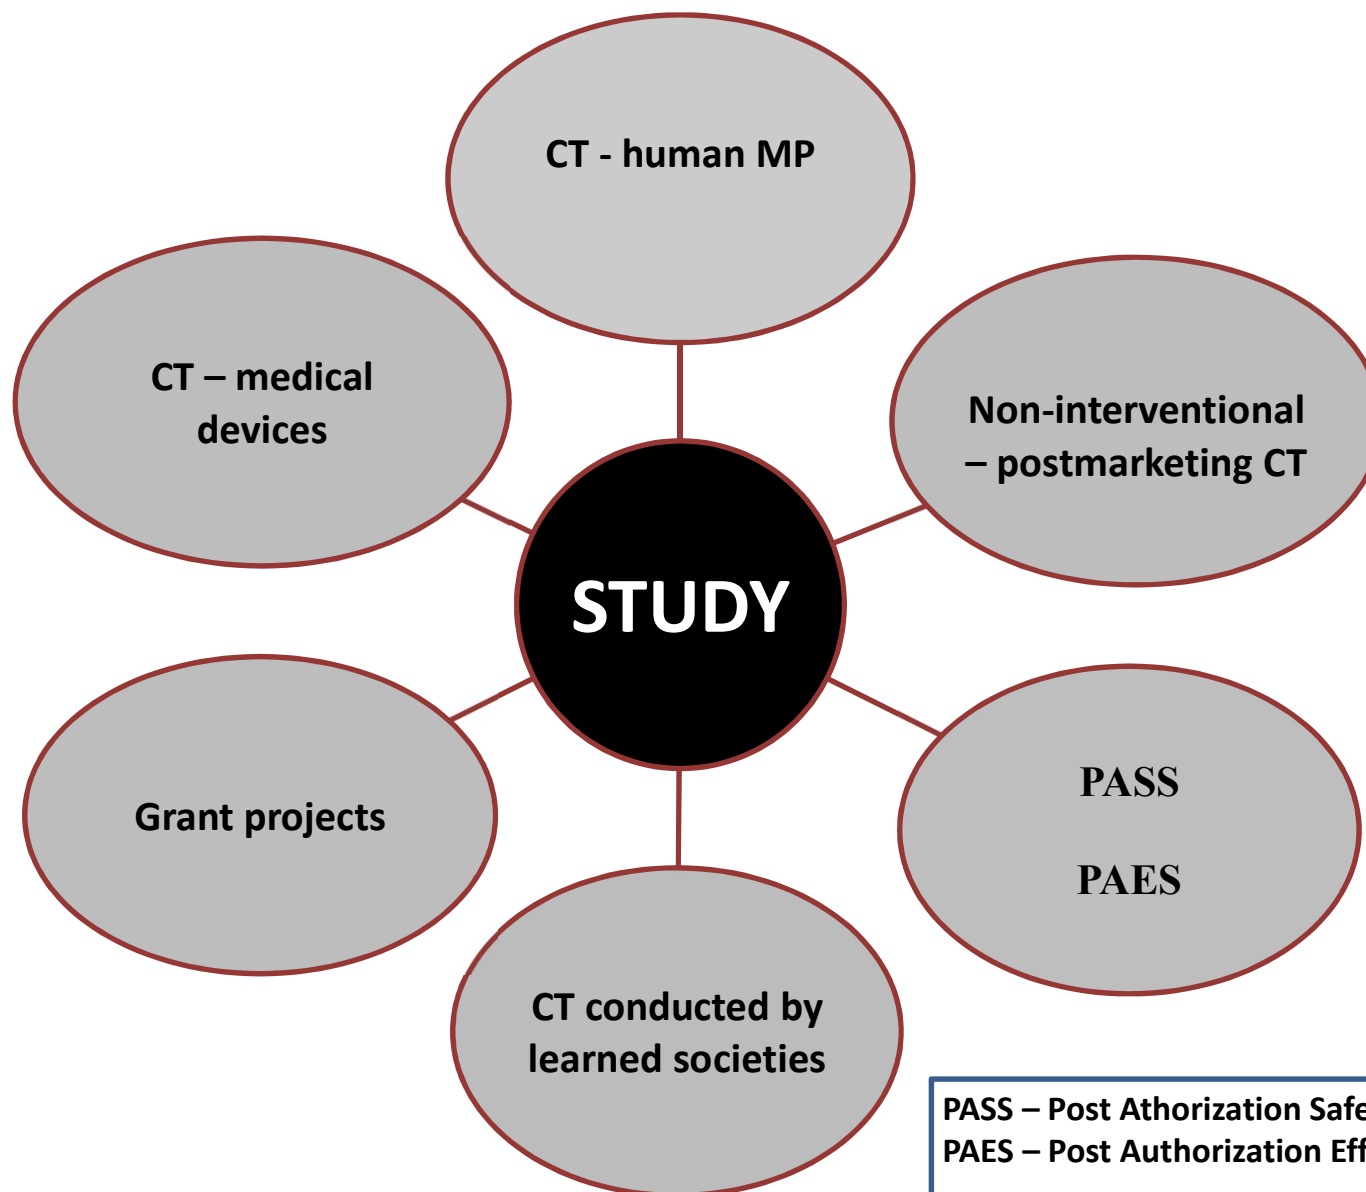 CT - human MP
CT – medical
devices
Non-interventional
– postmarketing CT
STUDY
Grant projects
PASS
PAES
CT conducted by
learned societies
PASS – Post Athorization Safe
PAES – Post Authorization Eff